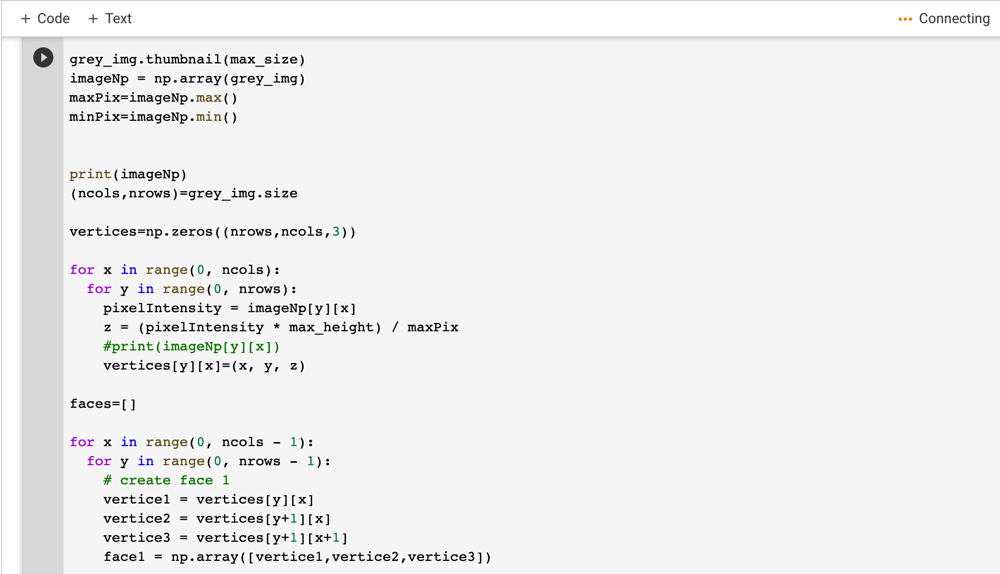 + Code + Text
••• Connecting
grey_img.thumbnail(max_size)
imageNp = np.array(grey_img)
maxPix=imageNp.max()
minPix=imageNp.min()
print(imageNp)
(ncols,nrows)=grey_img.size
vertices=np.zeros((nrows,ncols,3))
for x in range(0, ncols):
  for y in range(0, nrows):
    pixelIntensity = imageNp[y][x]
    z = (pixelIntensity * max_height) / maxPix
    #print(imageNp[y][x])
    vertices[y][x]=(x, y, z)
faces=[]
for x in range(0, ncols - 1):
  for y in range(0, nrows - 1):
    # create face 1
    vertice1 = vertices[y][x]
    vertice2 = vertices[y+1][x]
    vertice3 = vertices[y+1][x+1]
    face1 = np.array([vertice1,vertice2,vertice3])